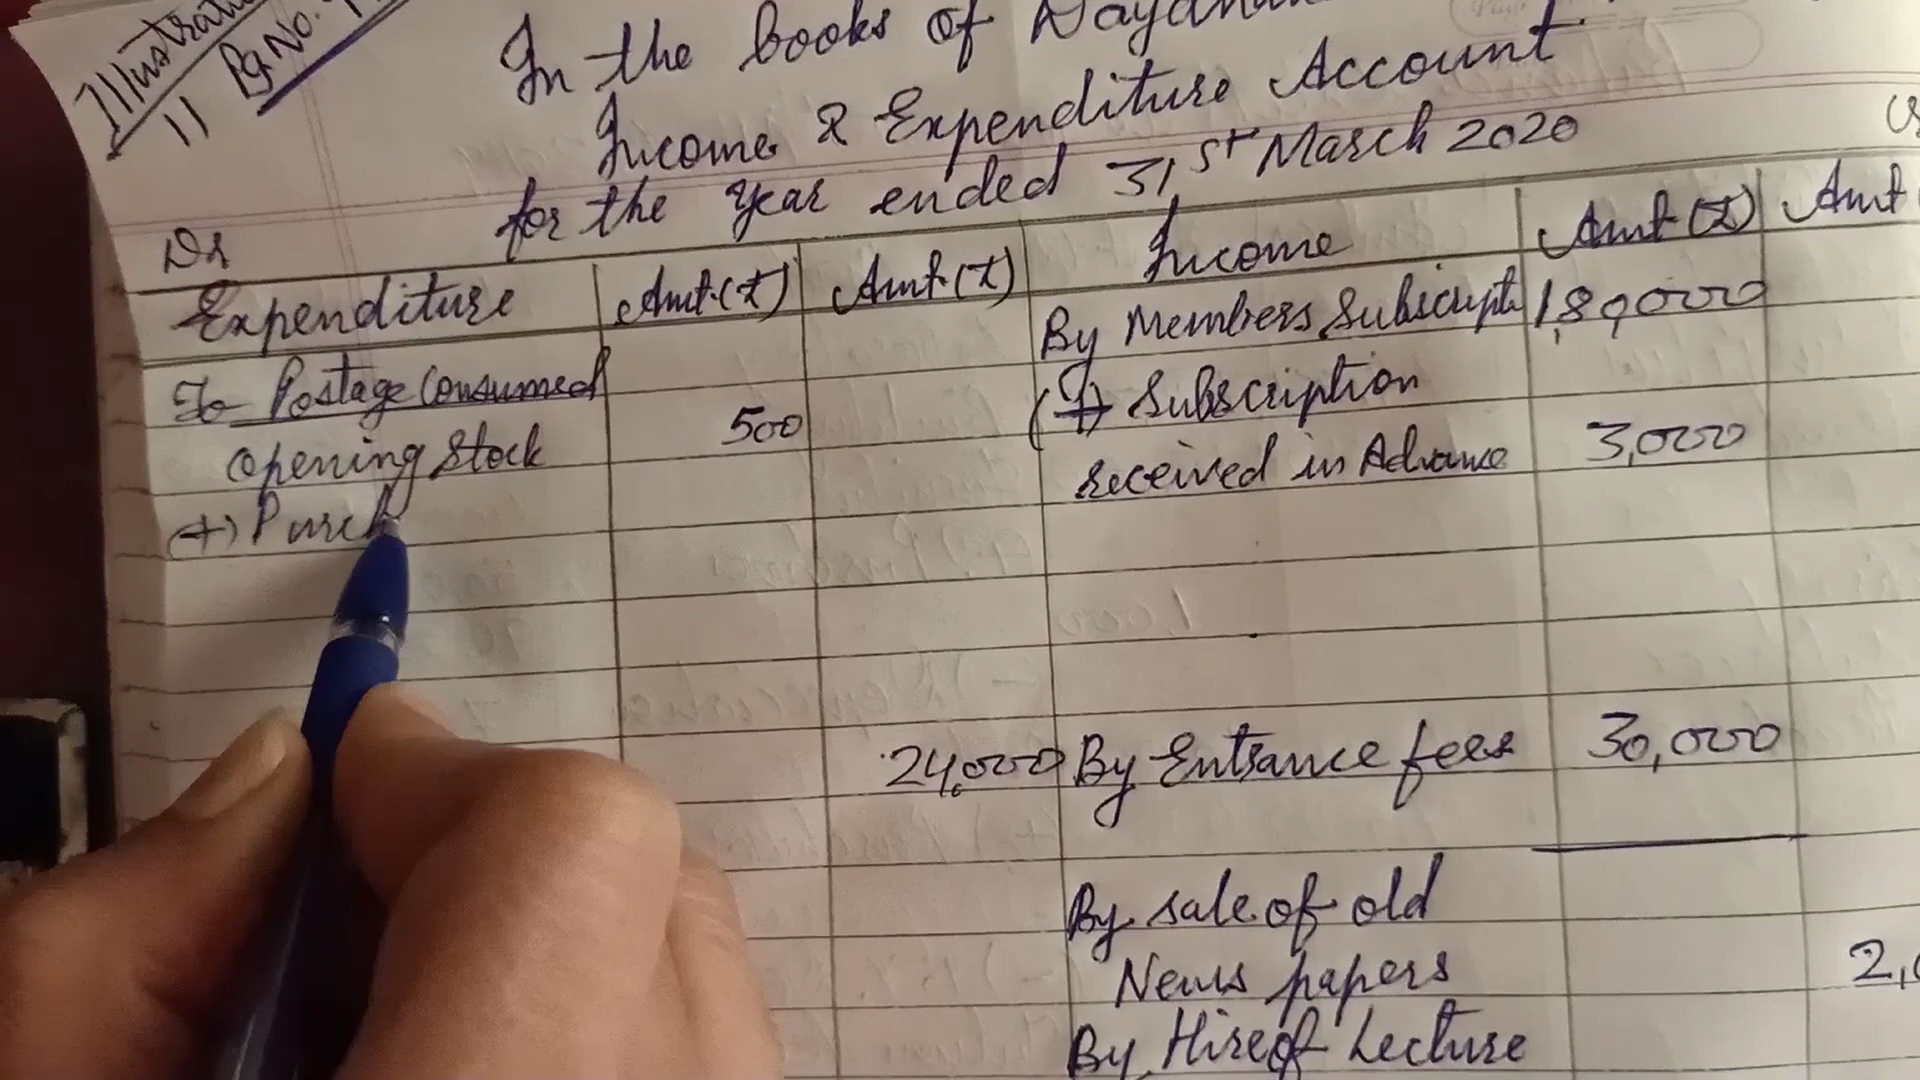 Illustrati
11 Pg No.
In the books of
Income & Expenditure Account
for the year ended 31st March 2020
Dr
Expenditure Amt.(₹) Amt.(₹) Income Amt(₹) Amt
To Postage Consumed By Members Subscripti 1,80,000
Opening Stock 500 (+) Subscription
(+) Purch received in Advance 3,000
24,000 By Entrance fees 30,000
By sale of old
News papers 2,
By Hire of Lecture